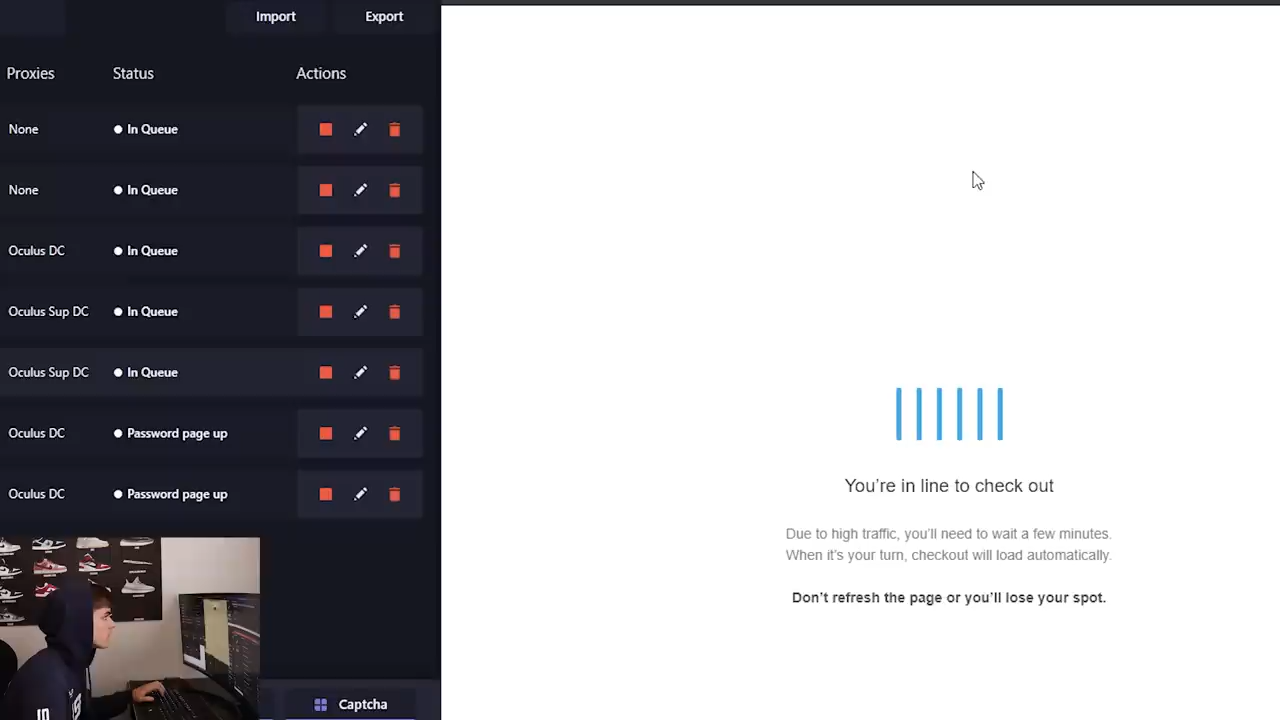 Import Export
Proxies Status Actions
None In Queue
None In Queue
Oculus DC In Queue
Oculus Sup DC In Queue
Oculus Sup DC In Queue
Oculus DC Password page up
Oculus DC Password page up
Captcha
You're in line to check out
Due to high traffic, you'll need to wait a few minutes.
When it's your turn, checkout will load automatically.
Don't refresh the page or you'll lose your spot.